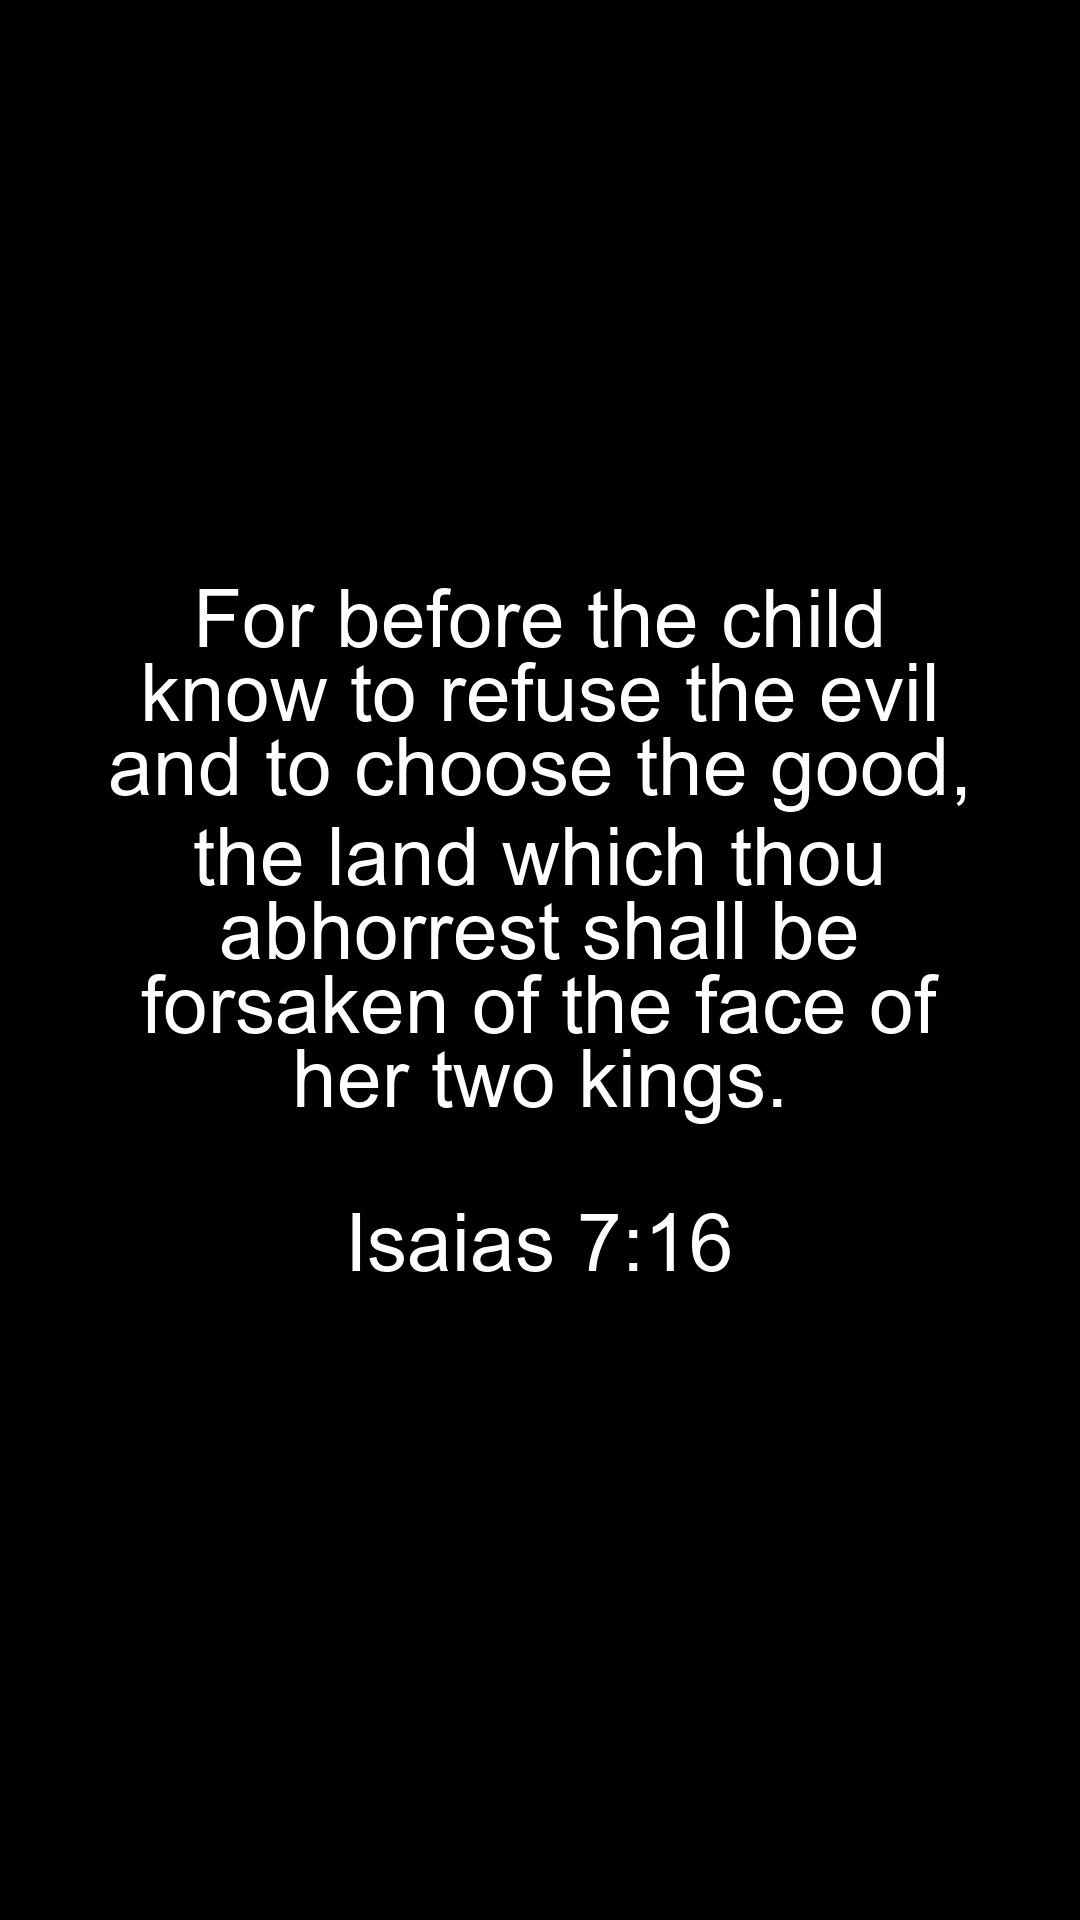 For before the child
know to refuse the evil
and to choose the good,
the land which thou
abhorrest shall be
forsaken of the face of
her two kings.
Isaias 7:16